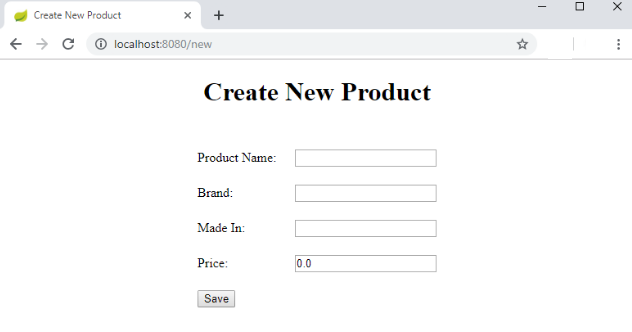 Create New Product
localhost:8080/new
Create New Product
Product Name:
Brand:
Made In:
Price: 0.0
Save